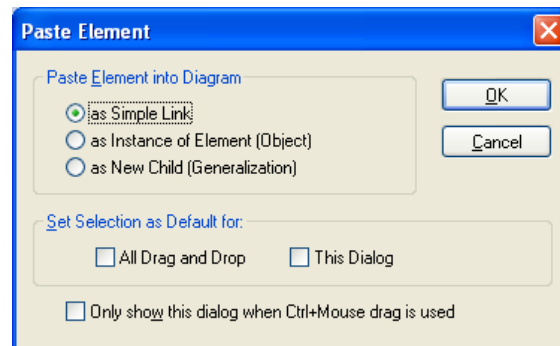 Paste Element
Paste Element into Diagram
as Simple Link
as Instance of Element (Object)
as New Child (Generalization)
OK
Cancel
Set Selection as Default for:
All Drag and Drop
This Dialog
Only show this dialog when Ctrl+Mouse drag is used